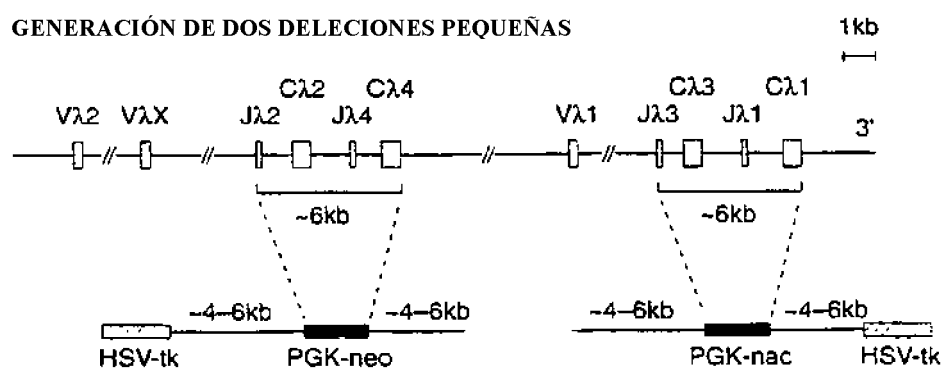 GENERACIÓN DE DOS DELECIONES PEQUEÑAS
1kb
Vλ2 VλX Jλ2 Cλ2 Jλ4 Cλ4 Vλ1 Jλ3 Cλ3 Jλ1 Cλ1 3'
~6kb ~6kb
~4–6kb ~4–6kb ~4–6kb ~4–6kb
HSV-tk PGK-neo PGK-nac HSV-tk